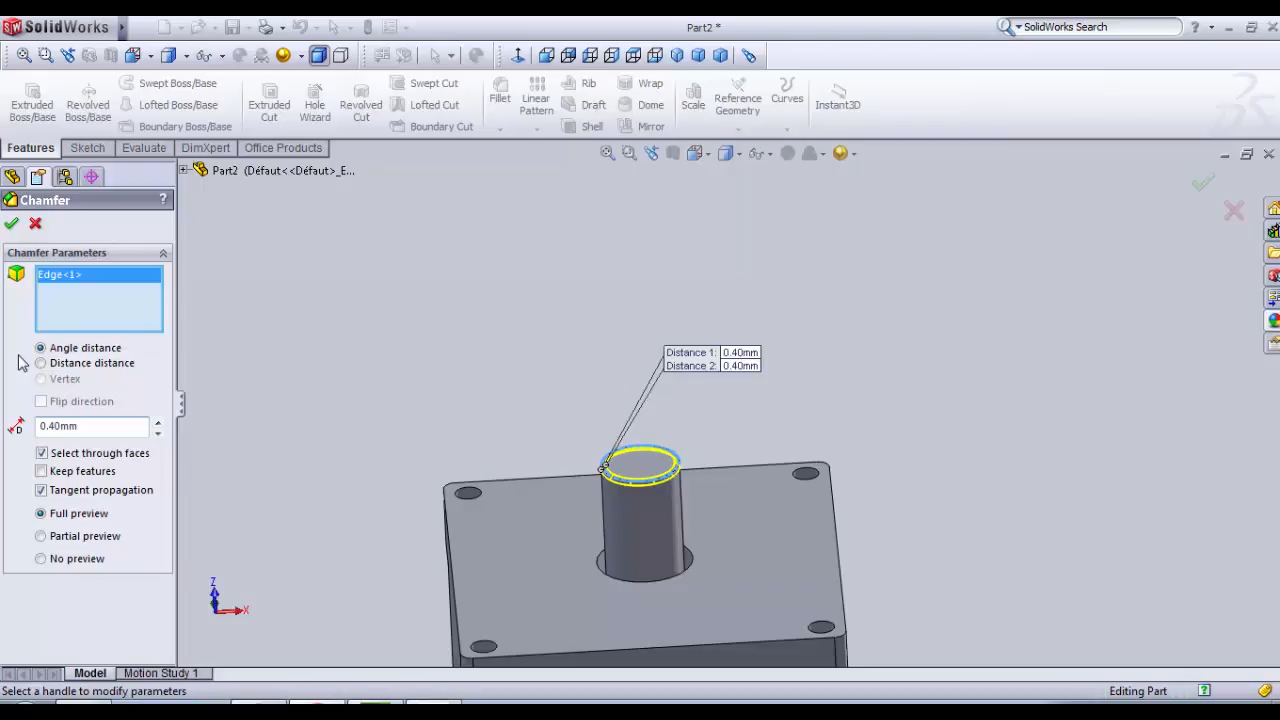 SW SolidWorks
Part2 *
SolidWorks Search
?
Extruded Boss/Base
Revolved Boss/Base
Swept Boss/Base
Lofted Boss/Base
Boundary Boss/Base
Extruded Cut
Hole Wizard
Revolved Cut
Swept Cut
Lofted Cut
Boundary Cut
Fillet
Linear Pattern
Rib
Draft
Shell
Wrap
Dome
Mirror
Scale
Reference Geometry
Curves
Instant3D
Features
Sketch
Evaluate
DimXpert
Office Products
Part2 (Défaut<<Défaut>_E...
Chamfer
?
Chamfer Parameters
Edge<1>
Angle distance
Distance distance
Vertex
Flip direction
D
0.40mm
Select through faces
Keep features
Tangent propagation
Full preview
Partial preview
No preview
Distance 1: 0.40mm
Distance 2: 0.40mm
Z
X
Model
Motion Study 1
Select a handle to modify parameters
Editing Part
?